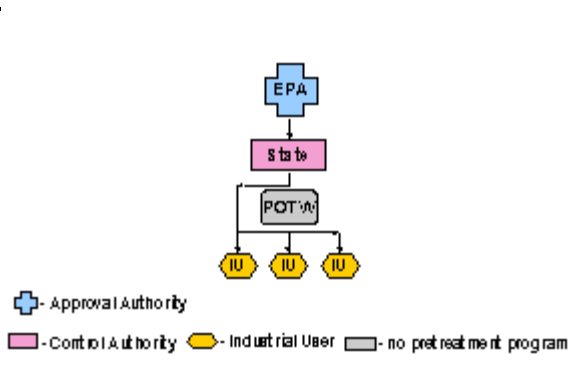 EPA
State
POTW
IU IU IU
- Approval Authority
- Control Authority - Industrial User - no pretreatment program